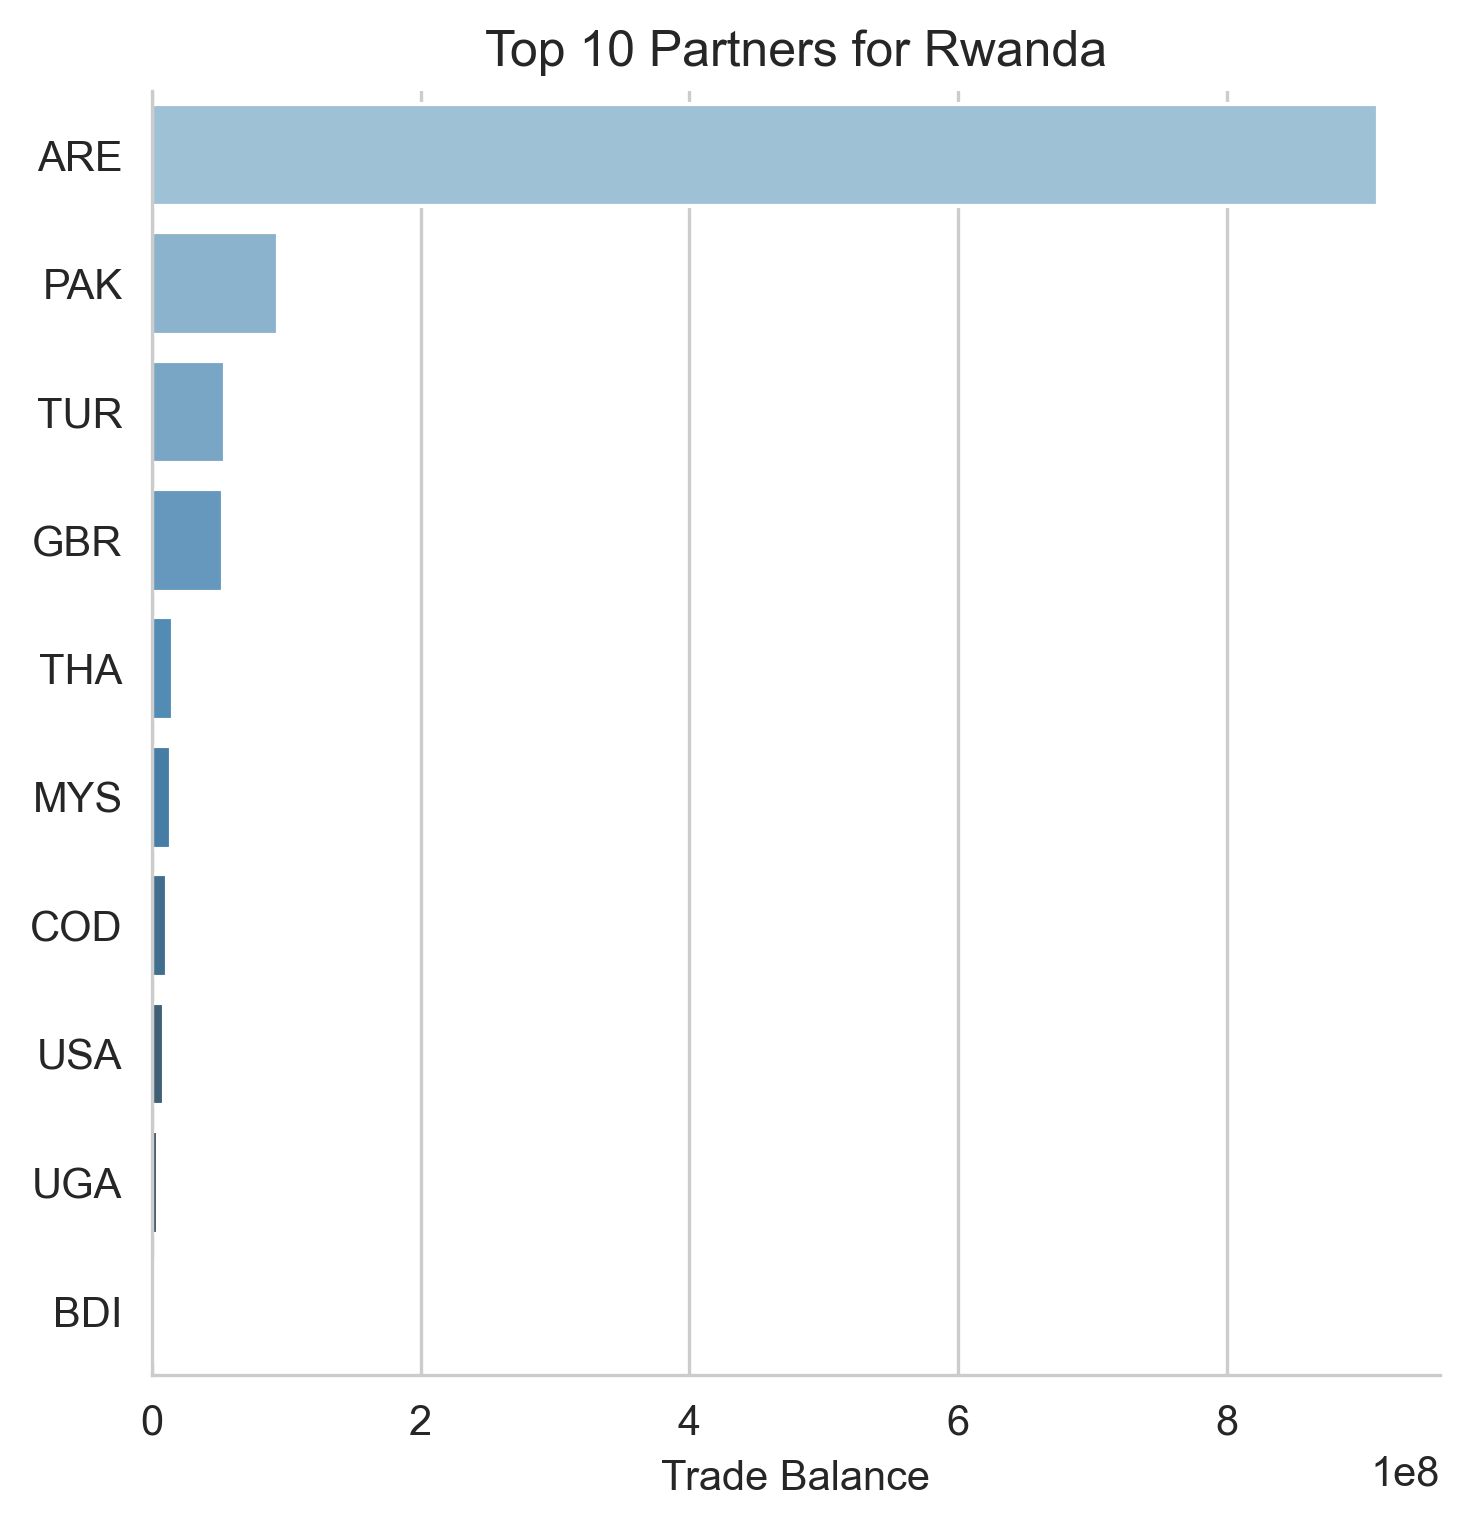 Top 10 Partners for Rwanda
ARE
PAK
TUR
GBR
THA
MYS
COD
USA
UGA
BDI
0 2 4 6 8
1e8
Trade Balance